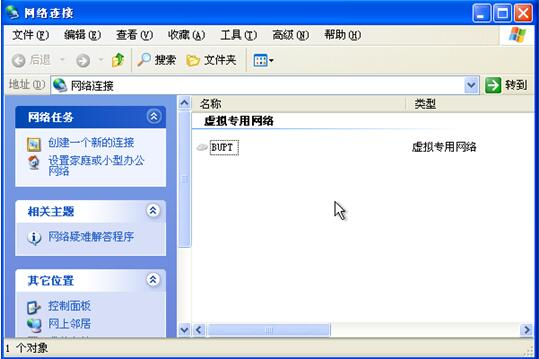 网络连接
文件(F) 编辑(E) 查看(V) 收藏(A) 工具(T) 高级(N) 帮助(H)
后退 搜索 文件夹
地址(D) 网络连接 转到
网络任务
创建一个新的连接
设置家庭或小型办公
网络
相关主题
网络疑难解答程序
其它位置
控制面板
网上邻居
名称 类型
虚拟专用网络
BUPT 虚拟专用网络
1 个对象